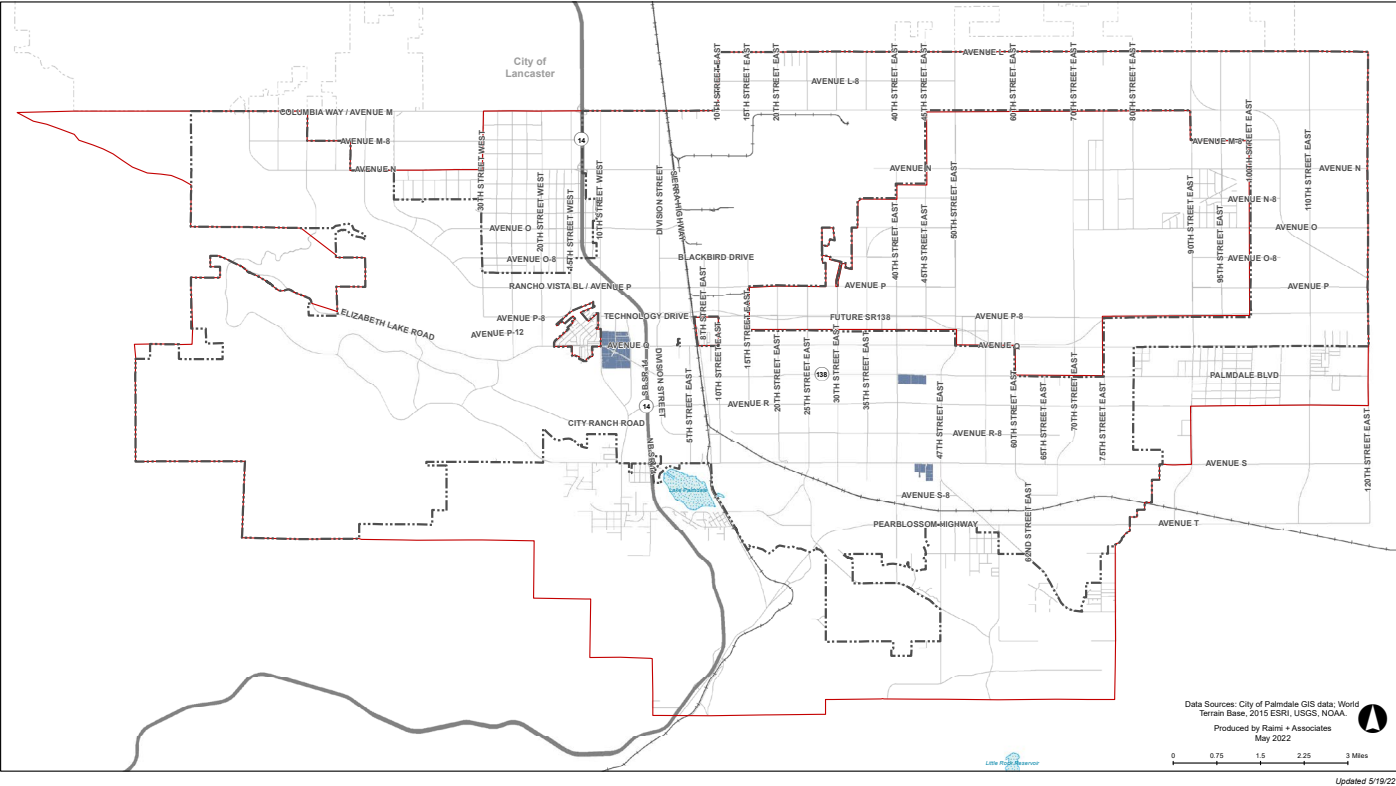 City of
Lancaster
AVENUE L
10TH STREET EAST
15TH STREET EAST
20TH STREET EAST
40TH STREET EAST
45TH STREET EAST
60TH STREET EAST
70TH STREET EAST
80TH STREET EAST
AVENUE L-8
COLUMBIA WAY / AVENUE M
AVENUE M-8
AVENUE N
30TH STREET WEST
14
20TH STREET WEST
15TH STREET WEST
10TH STREET WEST
DIVISION STREET
SIERRA HIGHWAY
AVENUE M-8
100TH STREET EAST
110TH STREET EAST
AVENUE N
AVENUE N
50TH STREET EAST
90TH STREET EAST
95TH STREET EAST
AVENUE N-8
AVENUE O
AVENUE O
40TH STREET EAST
45TH STREET EAST
AVENUE O-8
BLACKBIRD DRIVE
AVENUE O-8
RANCHO VISTA BL / AVENUE P
AVENUE P
AVENUE P
ELIZABETH LAKE ROAD
AVENUE P-8
AVENUE P-12
TECHNOLOGY DRIVE
8TH STREET EAST
10TH STREET EAST
15TH STREET EAST
FUTURE SR138
AVENUE P-8
AVENUE Q
AVENUE Q
DIVISION STREET
5TH STREET EAST
20TH STREET EAST
25TH STREET EAST
30TH STREET EAST
35TH STREET EAST
138
PALMDALE BLVD
14
AVENUE R
CITY RANCH ROAD
47TH STREET EAST
AVENUE R-8
60TH STREET EAST
65TH STREET EAST
70TH STREET EAST
75TH STREET EAST
120TH STREET EAST
AVENUE S
Lake Palmdale
AVENUE S-8
PEARBLOSSOM HIGHWAY
62ND STREET EAST
AVENUE T
Little Rock Reservoir
Data Sources: City of Palmdale GIS data; World
Terrain Base, 2015 ESRI, USGS, NOAA.
Produced by Raimi + Associates
May 2022
0 0.75 1.5 2.25 3 Miles
Updated 5/19/22